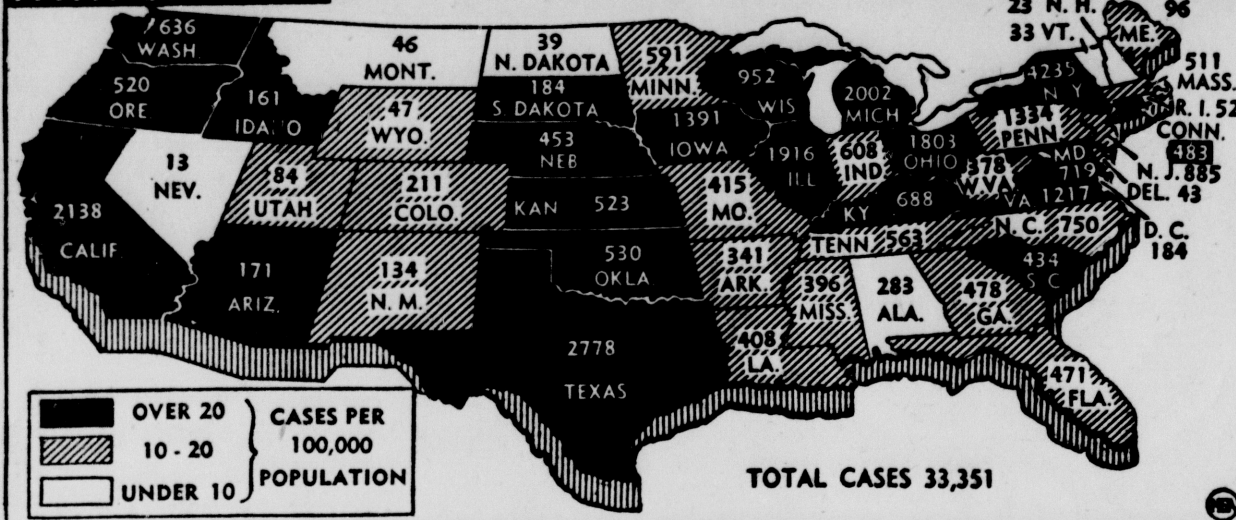 636
WASH.
520
ORE
2138
CALIF.
13
NEV.
161
IDAHO
46
MONT.
47
WYO.
84
UTAH
211
COLO.
171
ARIZ.
134
N. M.
39
N. DAKOTA
184
S. DAKOTA
453
NEB
KAN 523
530
OKLA
2778
TEXAS
591
MINN.
1391
IOWA
415
MO.
341
ARK.
408
LA.
952
WIS
1916
ILL
2002
MICH
608
IND
1803
OHIO
KY 688
TENN 563
396
MISS.
283
ALA.
478
GA.
471
FLA.
434
S C
N. C. 750
VA 1217
378
W.VA
1334
PENN
4235
N Y
23 N. H.
33 VT.
96
ME.
511
MASS.
R. I. 52
CONN.
483
N. J. 885
MD
719
DEL. 43
D. C.
184
OVER 20
10 - 20
UNDER 10
CASES PER
100,000
POPULATION
TOTAL CASES 33,351